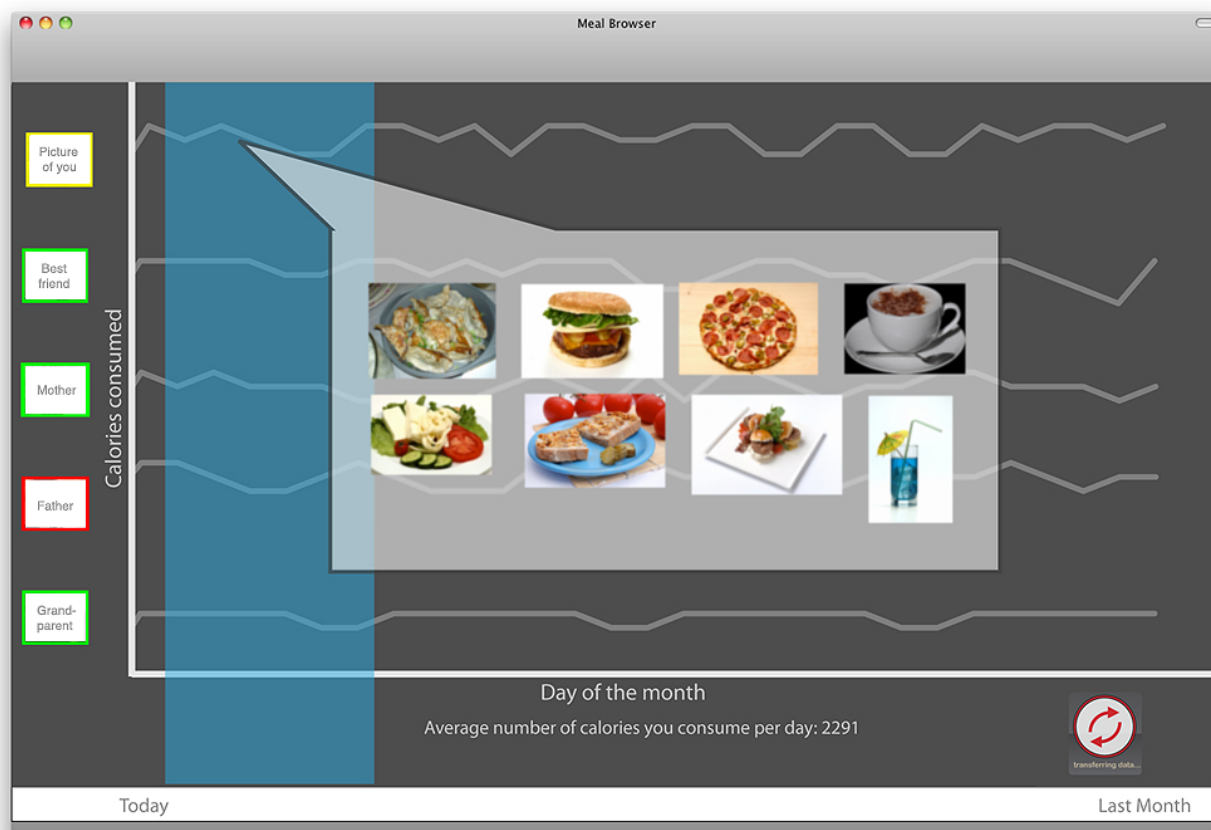 Meal Browser
Picture
of you
Best
friend
Mother
Father
Grand-
parent
Calories consumed
Day of the month
Average number of calories you consume per day: 2291
transferring data...
Today
Last Month